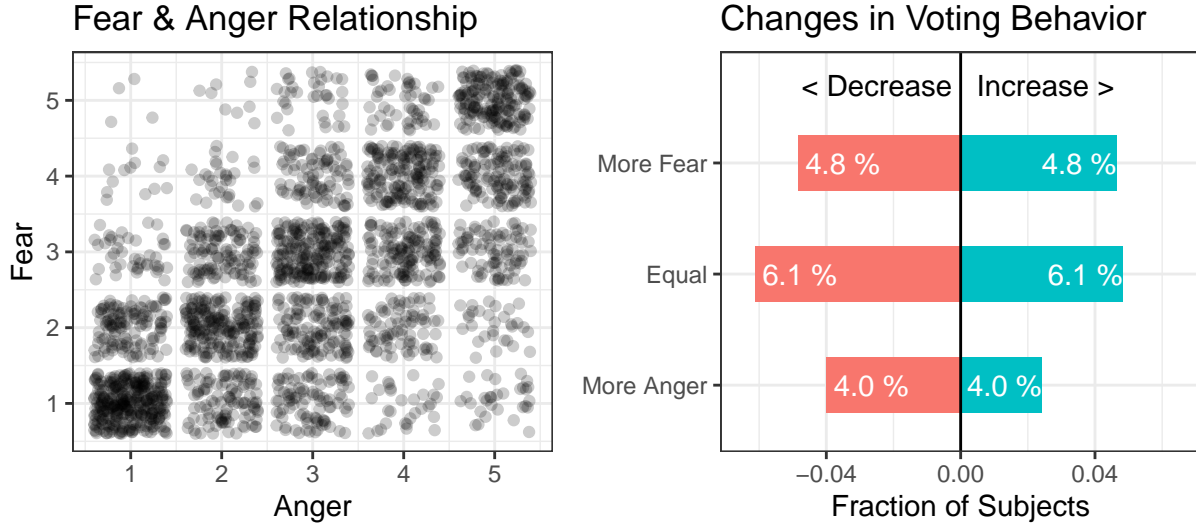 Fear & Anger Relationship
5
4
3
2
1
Fear
1 2 3 4 5
Anger
Changes in Voting Behavior
< Decrease Increase >
More Fear 4.8 % 4.8 %
Equal 6.1 % 6.1 %
More Anger 4.0 % 4.0 %
−0.04 0.00 0.04
Fraction of Subjects